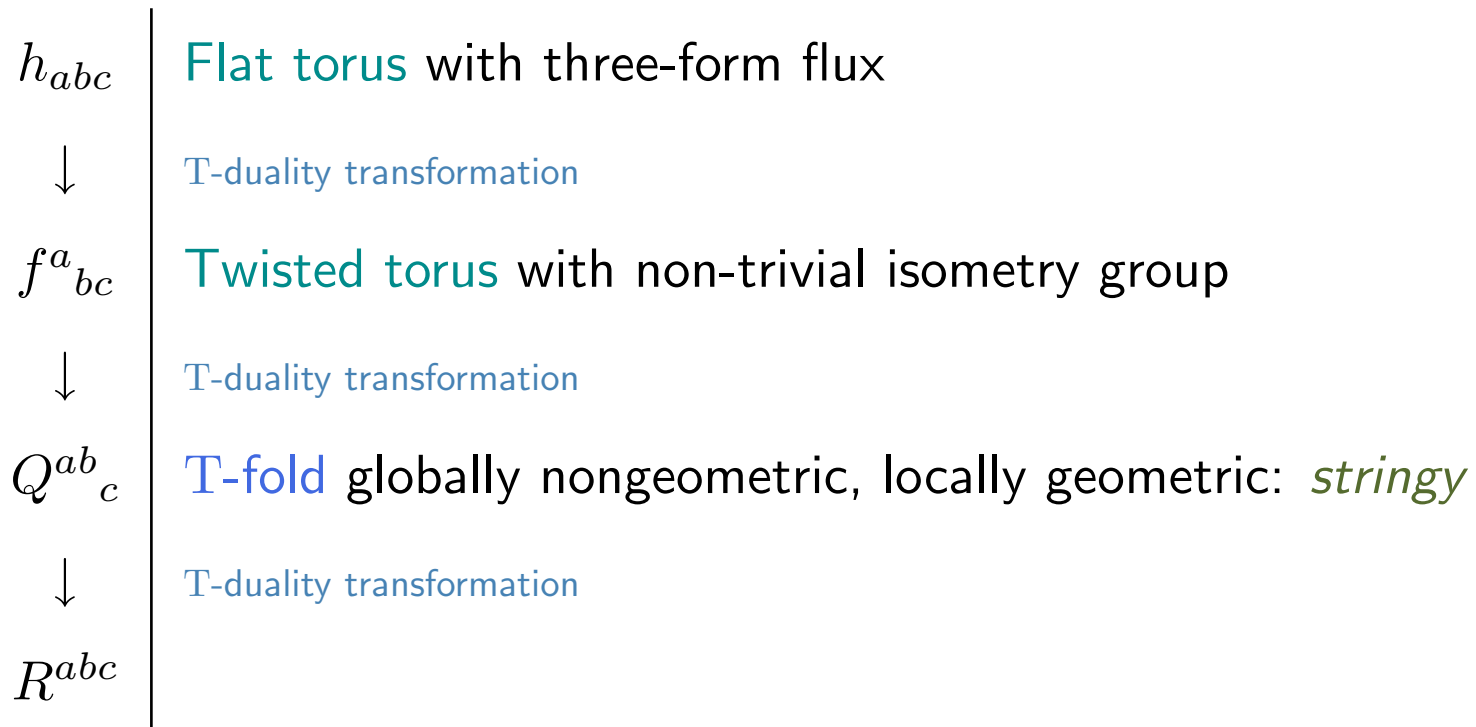 h_{abc} Flat torus with three-form flux
↓ T-duality transformation
f^a_{bc} Twisted torus with non-trivial isometry group
↓ T-duality transformation
Q^{ab}_c T-fold globally nongeometric, locally geometric: stringy
↓ T-duality transformation
R^{abc}